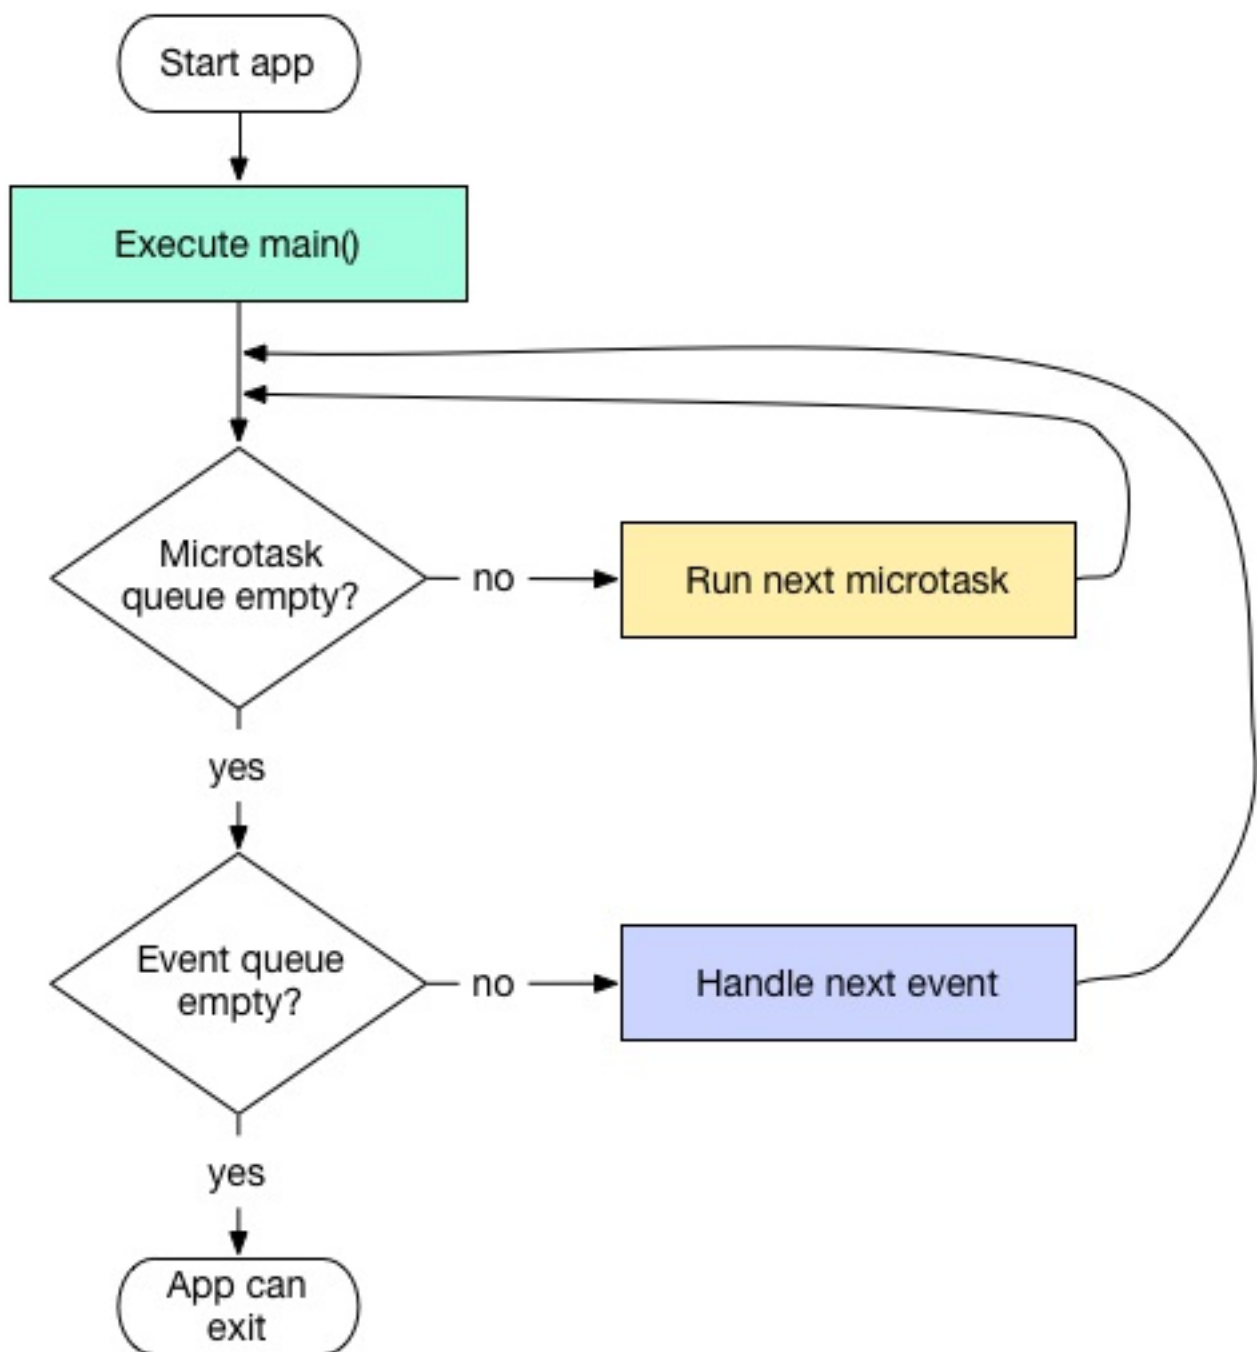 Start app
Execute main()
Microtask
queue empty?
no
Run next microtask
yes
Event queue
empty?
no
Handle next event
yes
App can
exit